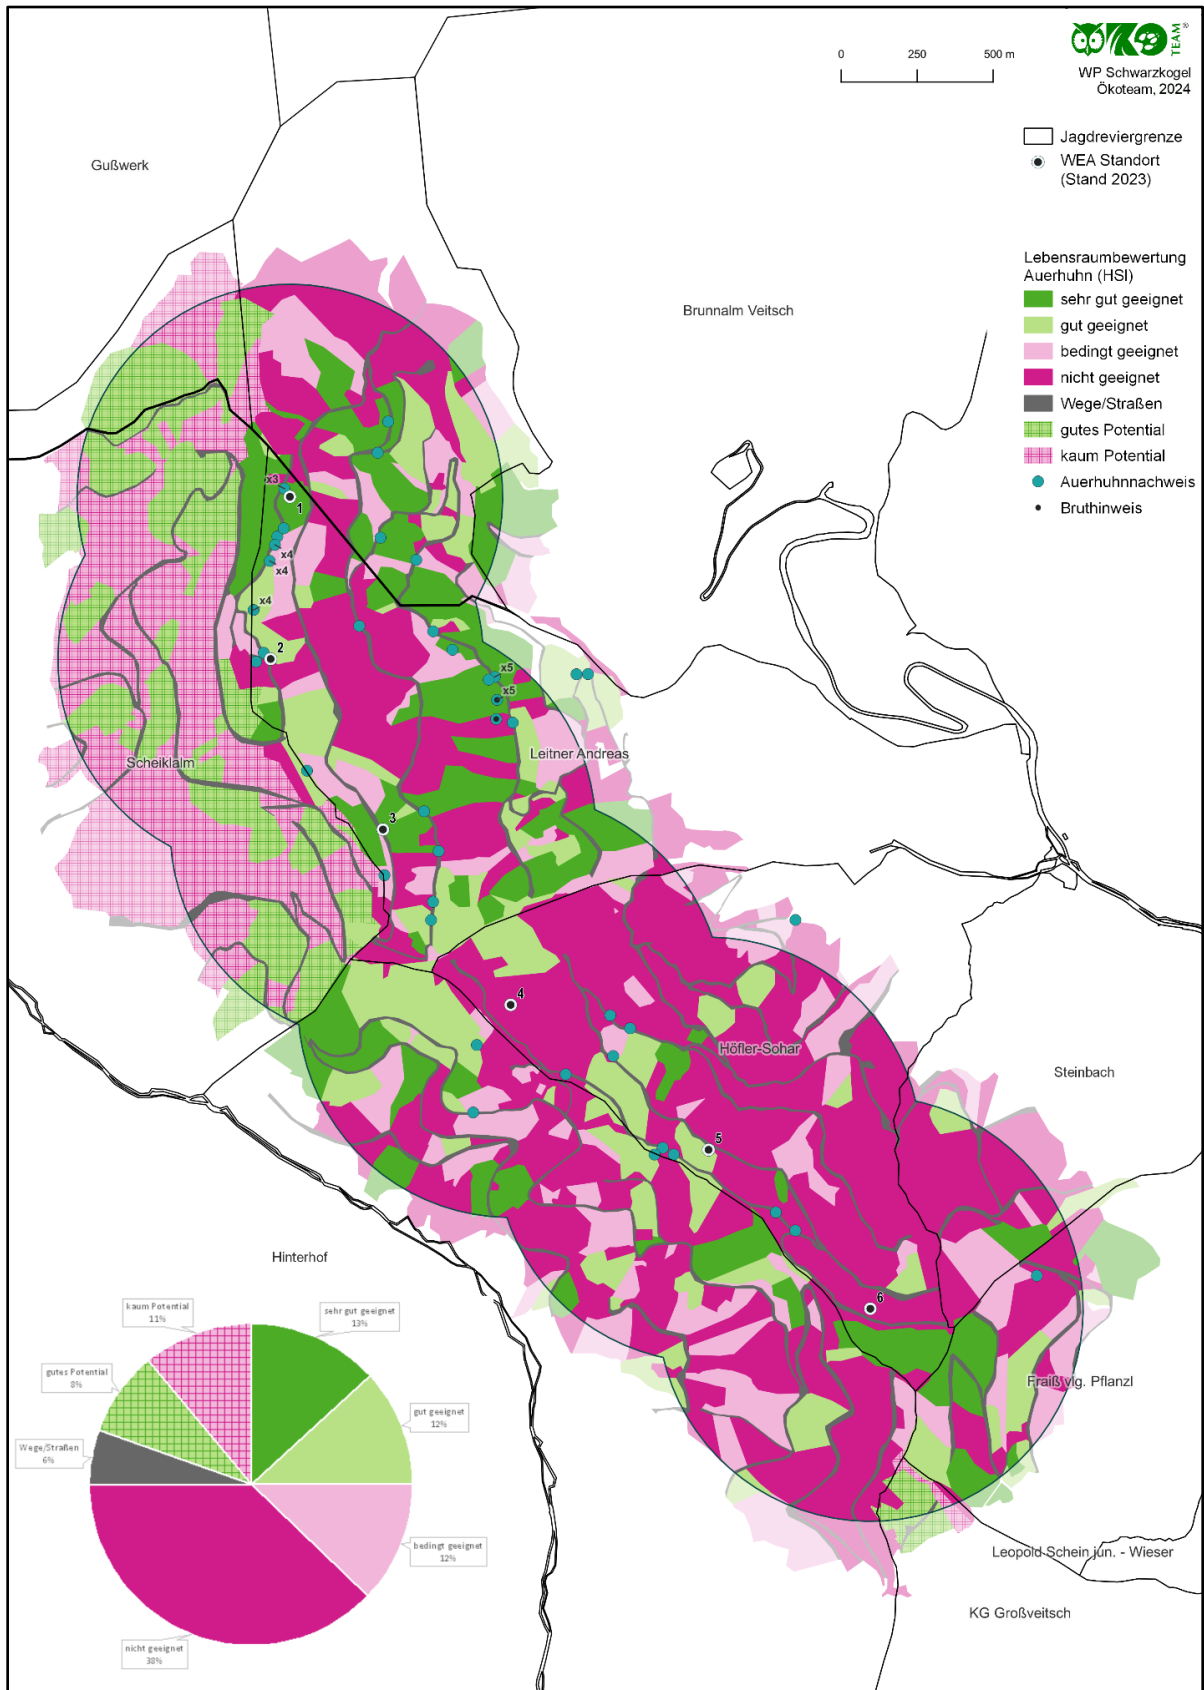 0 250 500 m
ÖKO
TEAM ®
WP Schwarzkogel
Ökoteam, 2024
Jagdreviergrenze
WEA Standort
(Stand 2023)
Lebensraumbewertung
Auerhuhn (HSI)
sehr gut geeignet
gut geeignet
bedingt geeignet
nicht geeignet
Wege/Straßen
gutes Potential
kaum Potential
Auerhuhnnachweis
Bruthinweis
Gußwerk
Brunnalm Veitsch
x3
1
x4
x4
x4
2
x5
x5
Leitner Andreas
Scheiklalm
3
4
Höfler-Sohar
Steinbach
5
Hinterhof
6
Fraiß vlg. Pflanzl
Leopold Schein jun. - Wieser
KG Großveitsch
kaum Potential
11%
sehr gut geeignet
13%
gutes Potential
8%
gut geeignet
12%
Wege/Straßen
6%
bedingt geeignet
12%
nicht geeignet
38%